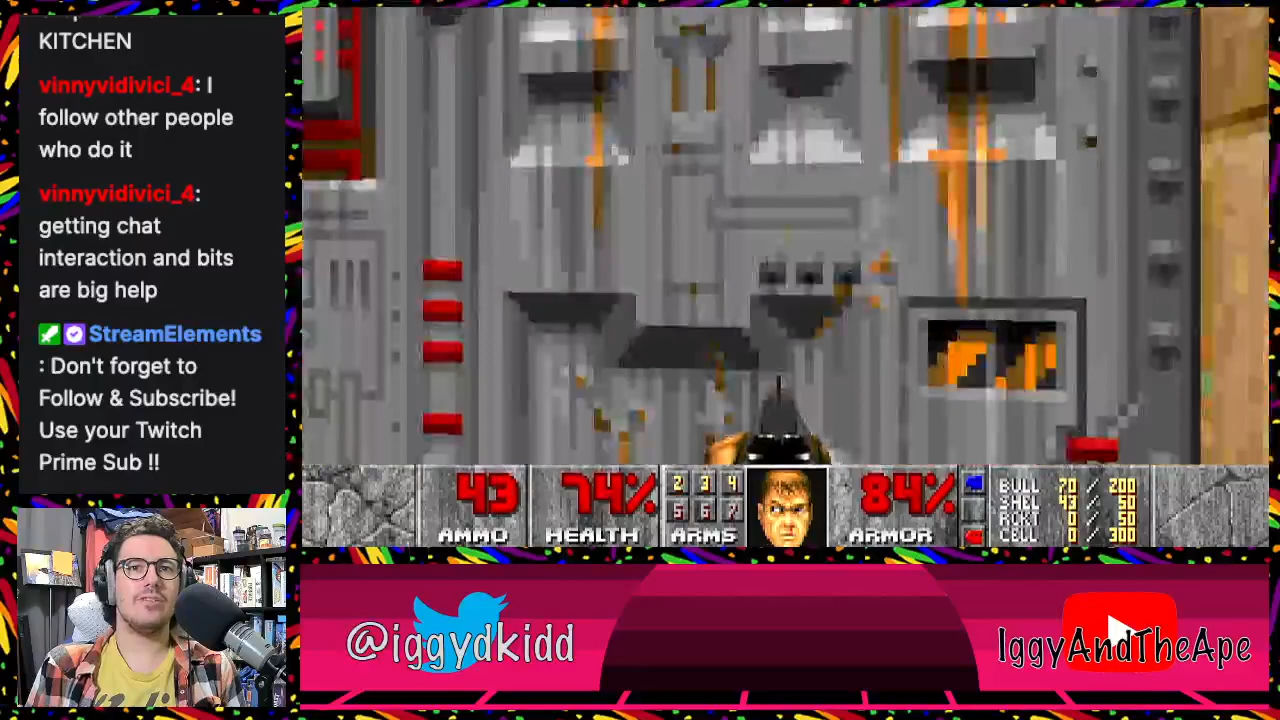 KITCHEN
vinnyvidivici_4: I
follow other people
who do it
vinnyvidivici_4:
getting chat
interaction and bits
are big help
StreamElements
: Don't forget to
Follow & Subscribe!
Use your Twitch
Prime Sub !!
43
AMMO
74%
HEALTH
2 3 4
5 6 7
ARMS
84%
ARMOR
BULL 70 / 200
SHEL 43 / 50
RCKT 0 / 50
CELL 0 / 300
@iggydkidd
IggyAndTheApe